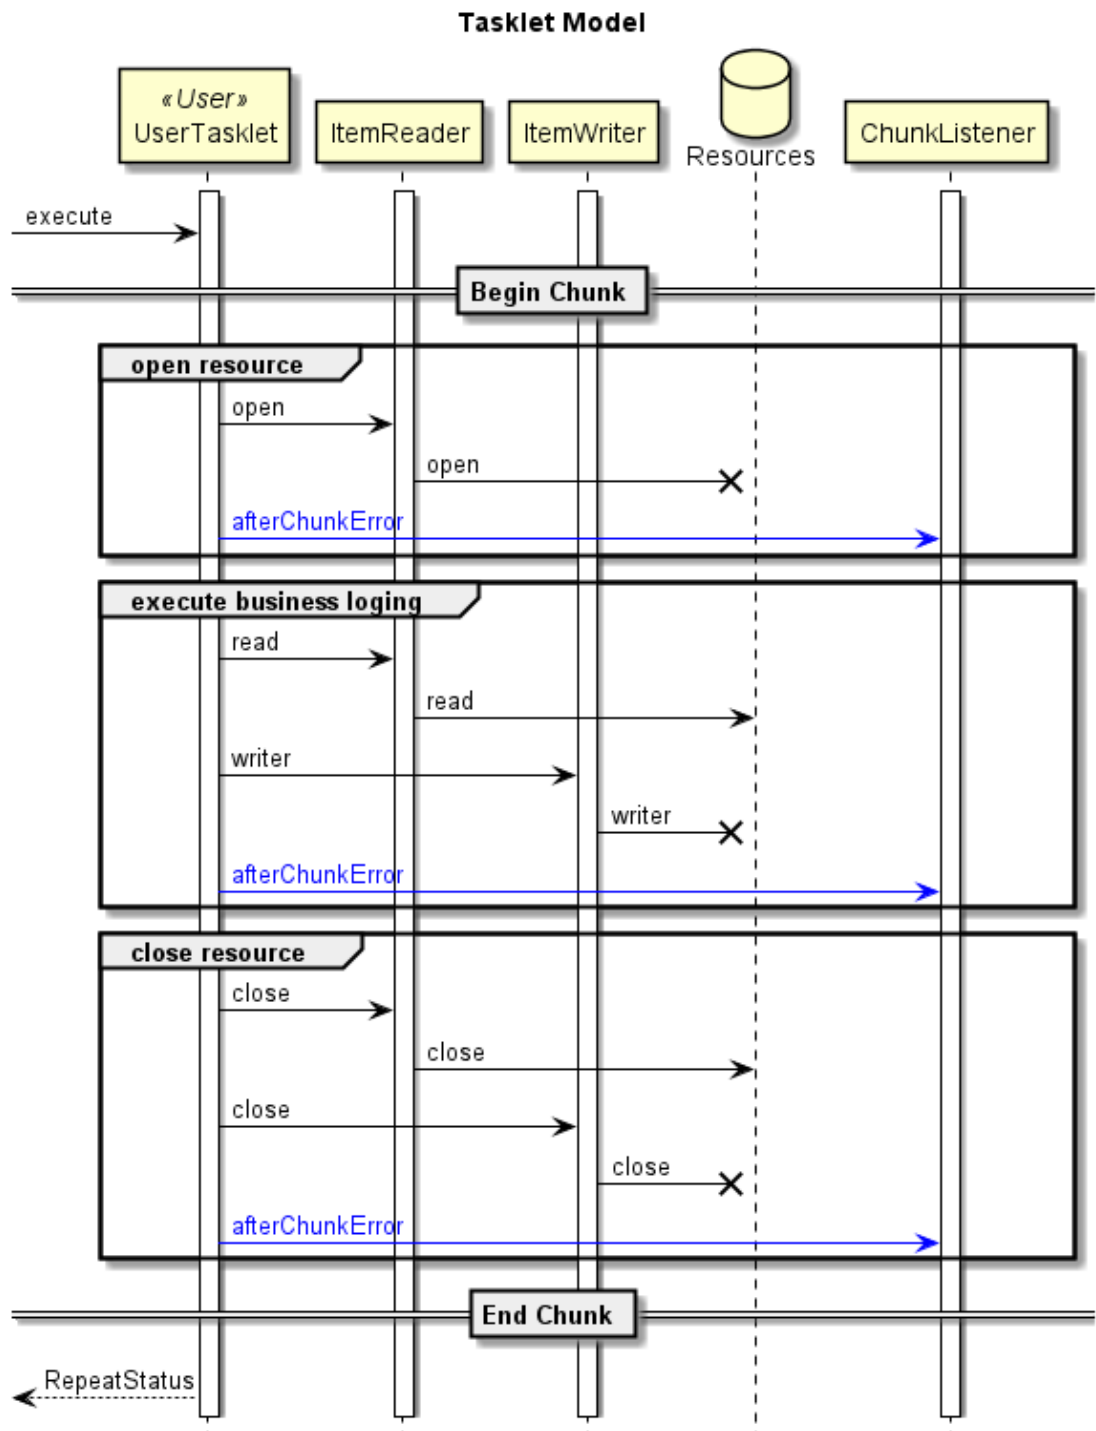 Tasklet Model
«User»
UserTasklet
ItemReader
ItemWriter
Resources
ChunkListener
execute
Begin Chunk
open resource
open
open
afterChunkError
execute business loging
read
read
writer
writer
afterChunkError
close resource
close
close
close
close
afterChunkError
End Chunk
RepeatStatus